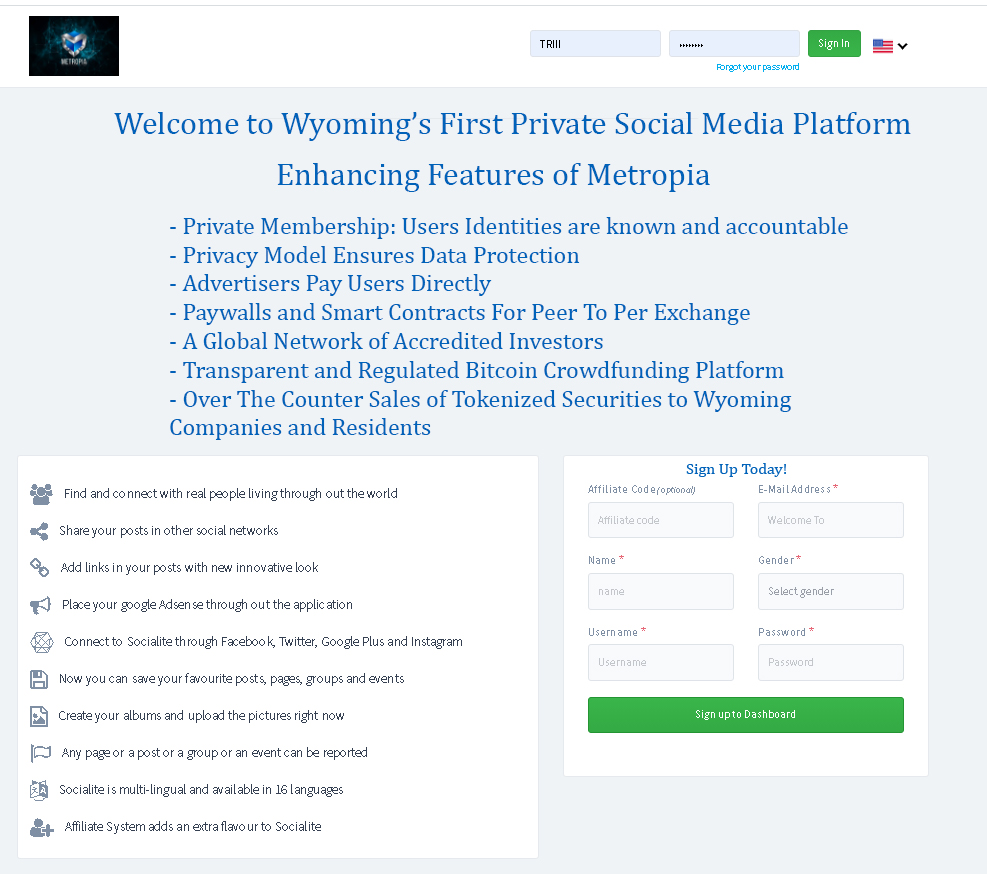 METROPIA
TRIII
••••••••
Sign In
Forgot your password
Welcome to Wyoming’s First Private Social Media Platform
Enhancing Features of Metropia
- Private Membership: Users Identities are known and accountable
- Privacy Model Ensures Data Protection
- Advertisers Pay Users Directly
- Paywalls and Smart Contracts For Peer To Per Exchange
- A Global Network of Accredited Investors
- Transparent and Regulated Bitcoin Crowdfunding Platform
- Over The Counter Sales of Tokenized Securities to Wyoming
Companies and Residents
Find and connect with real people living through out the world
Share your posts in other social networks
Add links in your posts with new innovative look
Place your google Adsense through out the application
Connect to Socialite through Facebook, Twitter, Google Plus and Instagram
Now you can save your favourite posts, pages, groups and events
Create your albums and upload the pictures right now
Any page or a post or a group or an event can be reported
Socialite is multi-lingual and available in 16 languages
Affiliate System adds an extra flavour to Socialite
Sign Up Today!
Affiliate Code(optional) E-Mail Address *
Affiliate code Welcome To
Name * Gender *
name Select gender
Username * Password *
Username Password
Sign up to Dashboard